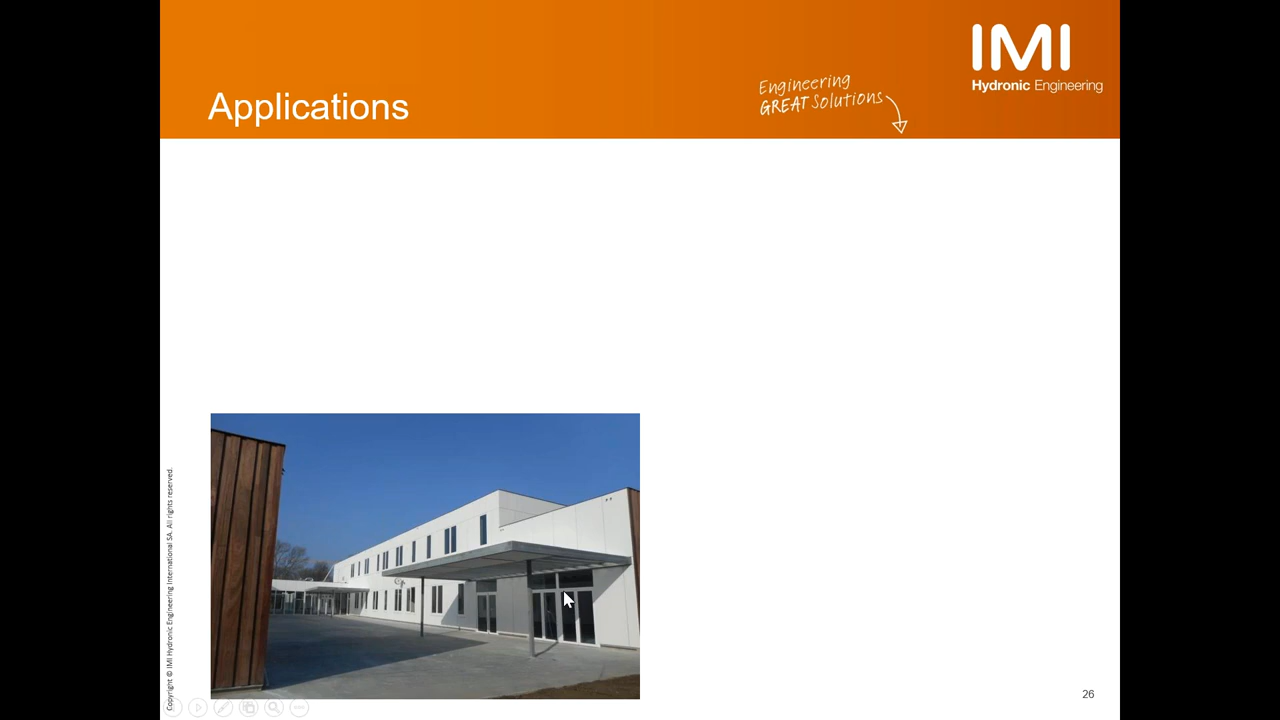 IMI
Hydronic Engineering
Engineering
GREAT Solutions
Applications
Copyright © IMI Hydronic Engineering International SA. All rights reserved.
26